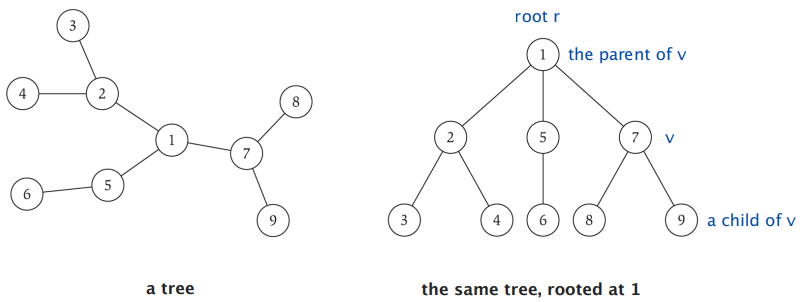 root r
3
1 the parent of v
4 2 8
1
7
2 5 7 v
5
6
9
3 4 6 8 9 a child of v
a tree
the same tree, rooted at 1